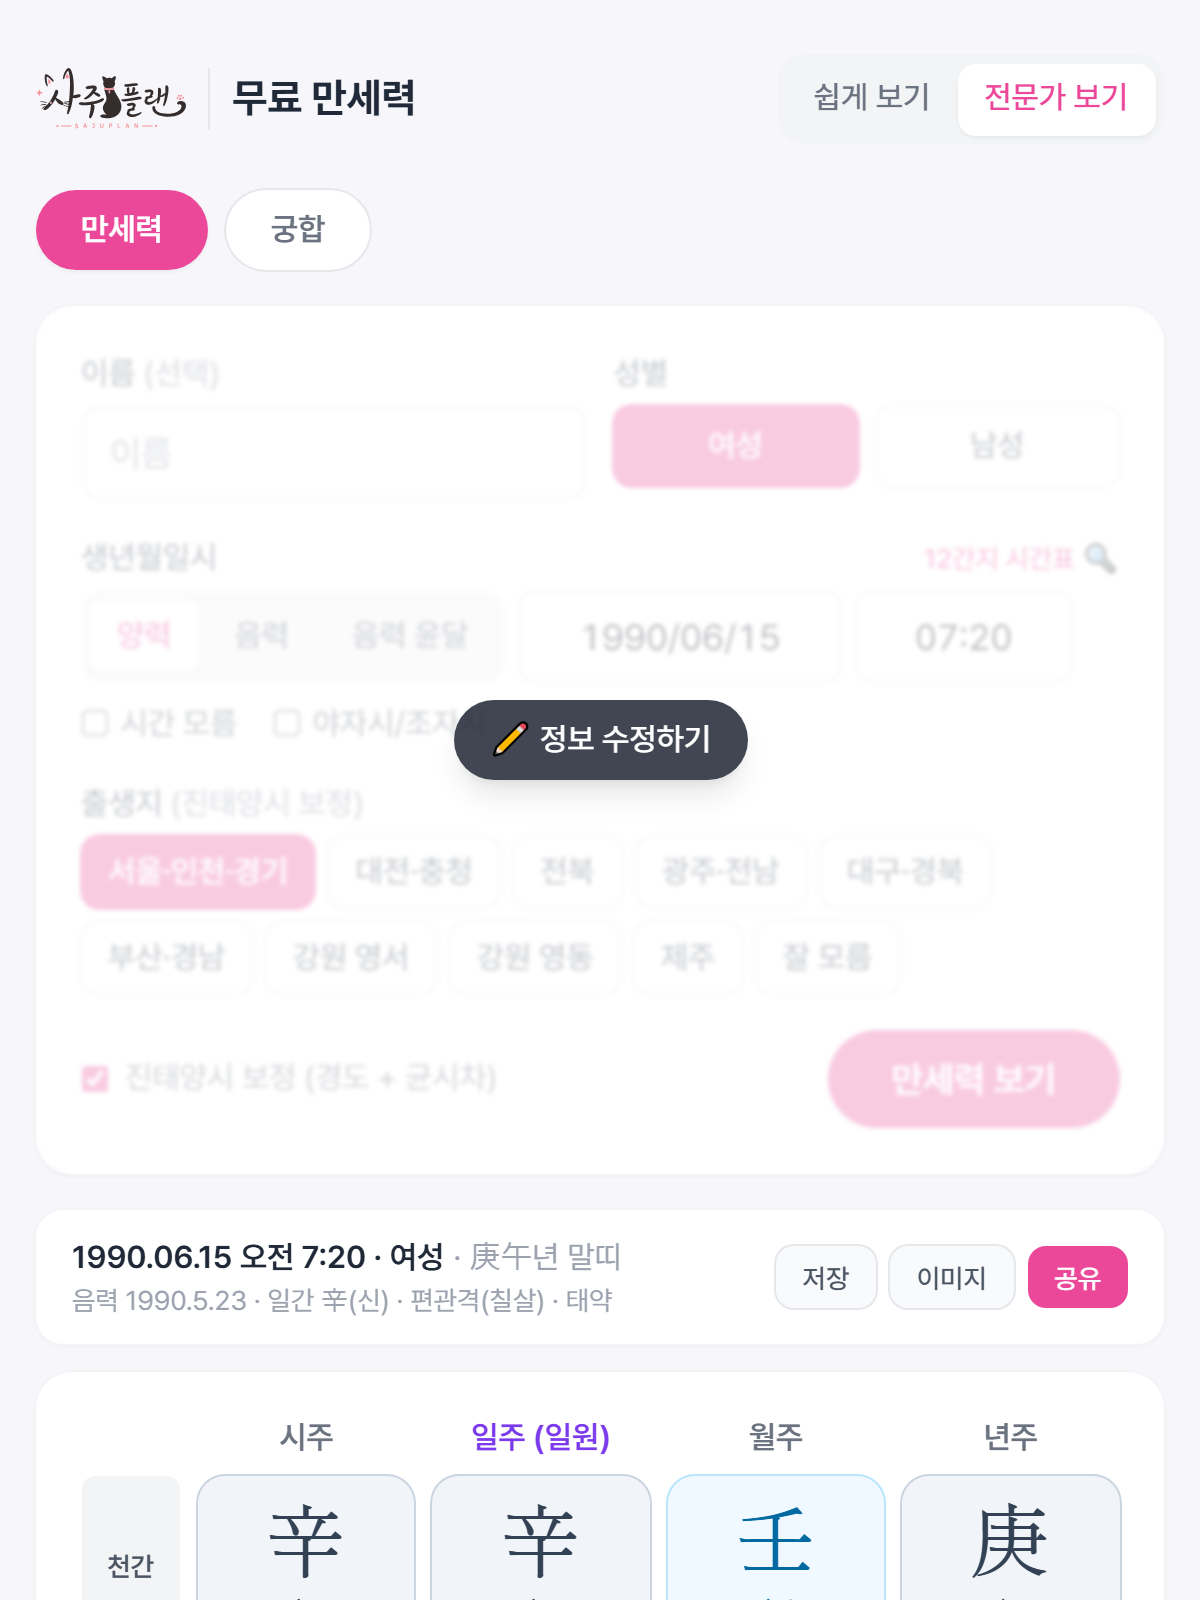 사주플랜
SAJUPLAN
무료 만세력
쉽게 보기
전문가 보기
만세력
궁합
이름 (선택)
성별
이름
여성
남성
생년월일시
12간지 시간표
양력
음력
음력 윤달
1990/06/15
07:20
시간 모름
야자시/조자시
정보 수정하기
출생지 (진태양시 보정)
서울·인천·경기
대전·충청
전북
광주·전남
대구·경북
부산·경남
강원 영서
강원 영동
제주
잘 모름
진태양시 보정 (경도 + 균시차)
만세력 보기
1990.06.15 오전 7:20 · 여성 · 庚午년 말띠
음력 1990.5.23 · 일간 辛(신) · 편관격(칠살) · 태약
저장
이미지
공유
시주
일주 (일원)
월주
년주
천간
辛
辛
壬
庚